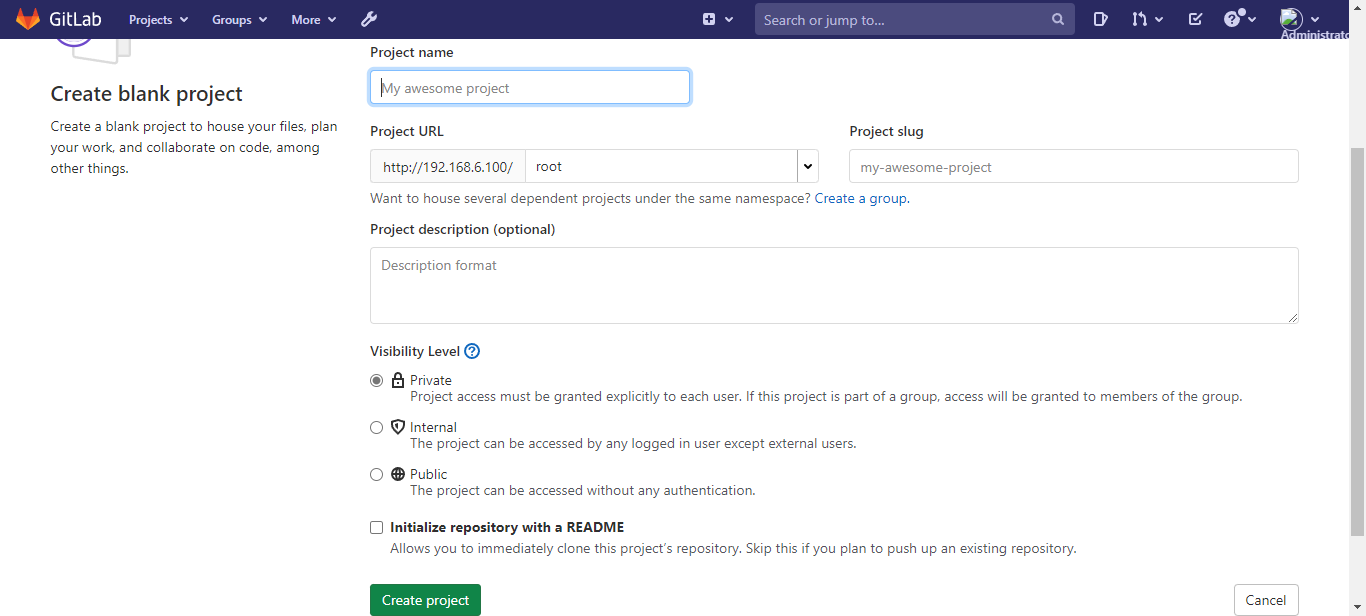 GitLab Projects Groups More Search or jump to...
Administrato
Project name
My awesome project
Create blank project
Create a blank project to house your files, plan
your work, and collaborate on code, among
other things.
Project URL
http://192.168.6.100/ root
Project slug
my-awesome-project
Want to house several dependent projects under the same namespace? Create a group.
Project description (optional)
Description format
Visibility Level ?
Private
Project access must be granted explicitly to each user. If this project is part of a group, access will be granted to members of the group.
Internal
The project can be accessed by any logged in user except external users.
Public
The project can be accessed without any authentication.
Initialize repository with a README
Allows you to immediately clone this project's repository. Skip this if you plan to push up an existing repository.
Create project Cancel